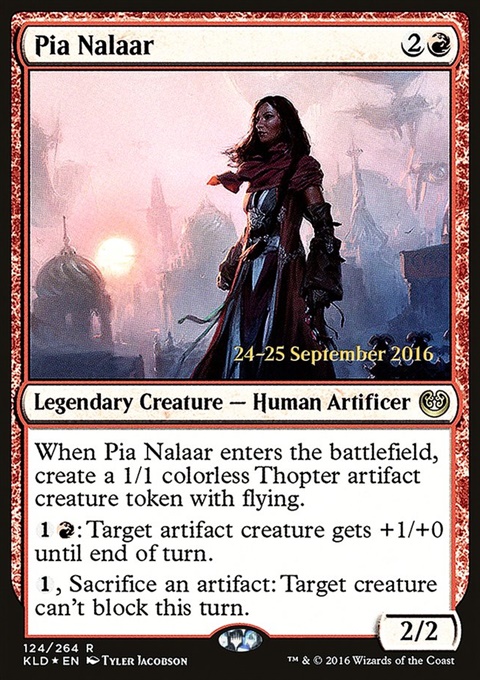 Pia Nalaar 2
24–25 September 2016
Legendary Creature — Human Artificer
When Pia Nalaar enters the battlefield,
create a 1/1 colorless Thopter artifact
creature token with flying.
1 : Target artifact creature gets +1/+0
until end of turn.
1, Sacrifice an artifact: Target creature
can't block this turn.
2/2
124/264 R
KLD ★ EN Tyler Jacobson
™ & © 2016 Wizards of the Coast